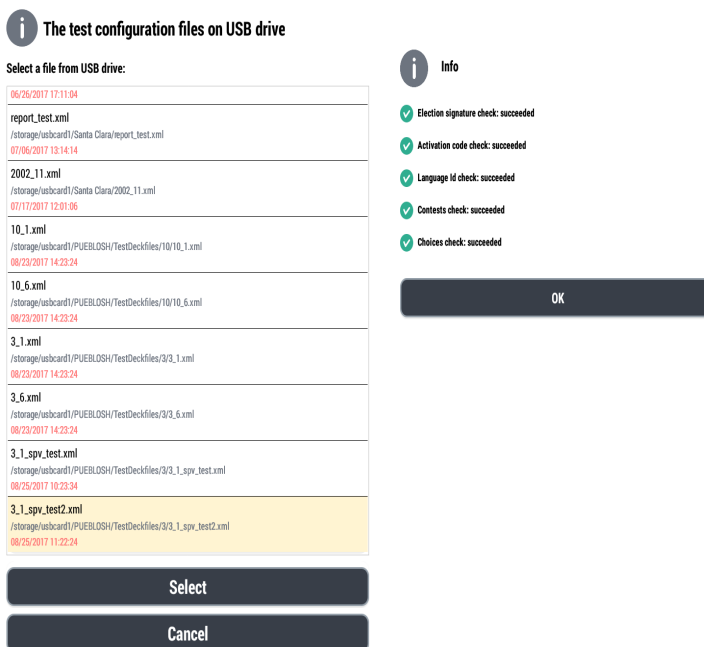 The test configuration files on USB drive
Select a file from USB drive:
06/26/2017 17:11:04
report_test.xml
/storage/usbcard1/Santa Clara/report_test.xml
07/06/2017 13:14:14
2002_11.xml
/storage/usbcard1/Santa Clara/2002_11.xml
07/17/2017 12:01:06
10_1.xml
/storage/usbcard1/PUEBLOSH/TestDeckfiles/10/10_1.xml
08/23/2017 14:23:24
10_6.xml
/storage/usbcard1/PUEBLOSH/TestDeckfiles/10/10_6.xml
08/23/2017 14:23:24
3_1.xml
/storage/usbcard1/PUEBLOSH/TestDeckfiles/3/3_1.xml
08/23/2017 14:23:24
3_6.xml
/storage/usbcard1/PUEBLOSH/TestDeckfiles/3/3_6.xml
08/23/2017 14:23:24
3_1_spv_test.xml
/storage/usbcard1/PUEBLOSH/TestDeckfiles/3/3_1_spv_test.xml
08/25/2017 10:23:34
3_1_spv_test2.xml
/storage/usbcard1/PUEBLOSH/TestDeckfiles/3/3_1_spv_test2.xml
08/25/2017 11:22:24
Select
Cancel
Info
Election signature check: succeeded
Activation code check: succeeded
Language Id check: succeeded
Contests check: succeeded
Choices check: succeeded
OK